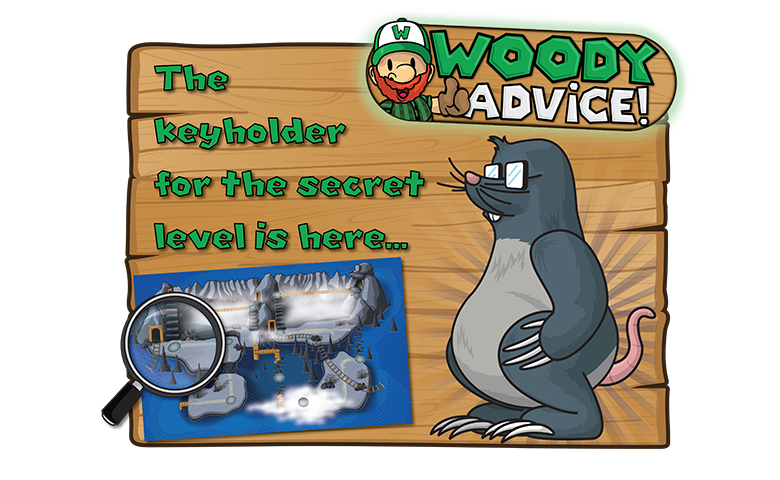 W
WOODY
ADVICE!
The
keyholder
for the secret
level is here...